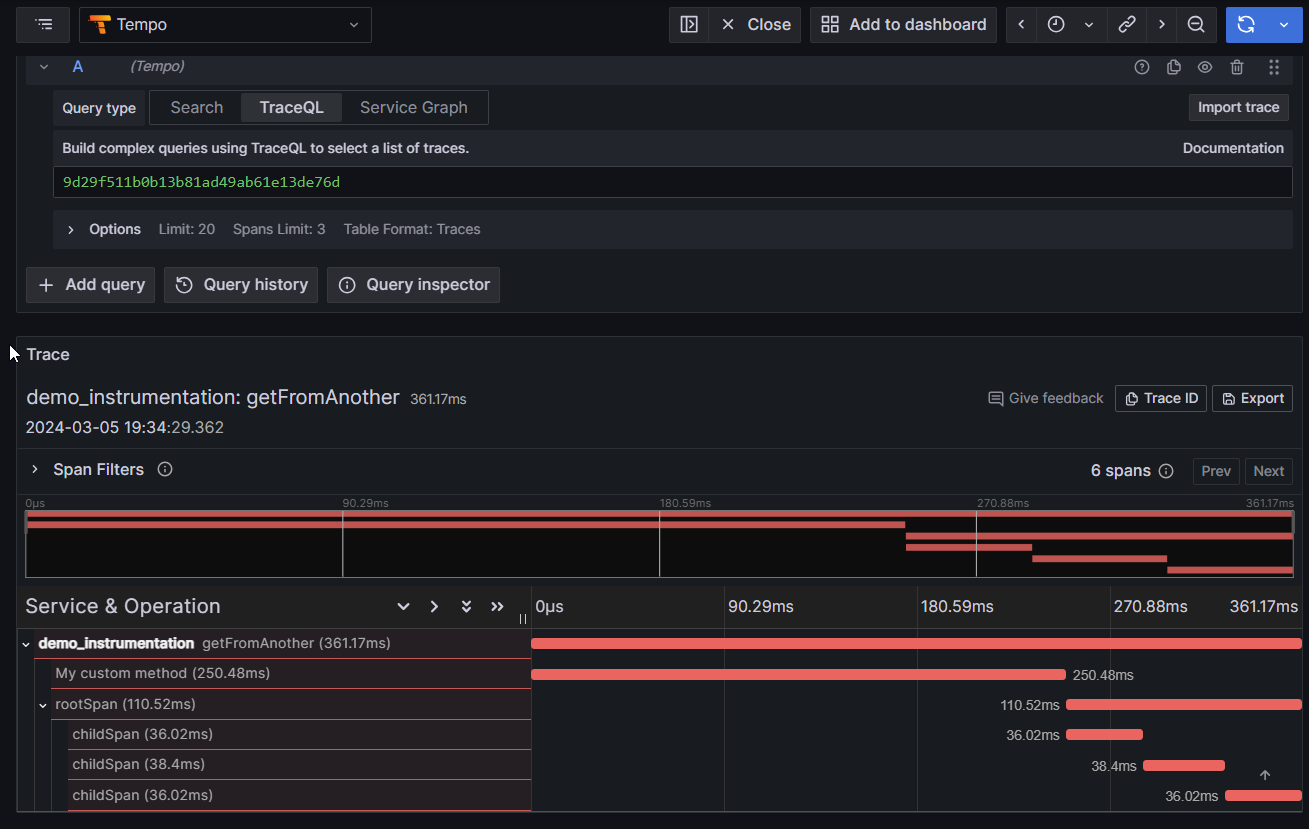 Tempo
Close
Add to dashboard
A (Tempo)
Query type Search TraceQL Service Graph Import trace
Build complex queries using TraceQL to select a list of traces. Documentation
9d29f511b0b13b81ad49ab61e13de76d
Options Limit: 20 Spans Limit: 3 Table Format: Traces
Add query Query history Query inspector
Trace
demo_instrumentation: getFromAnother 361.17ms
Give feedback Trace ID Export
2024-03-05 19:34:29.362
Span Filters 6 spans Prev Next
0μs 90.29ms 180.59ms 270.88ms 361.17ms
Service & Operation 0μs 90.29ms 180.59ms 270.88ms 361.17ms
demo_instrumentation getFromAnother (361.17ms)
My custom method (250.48ms) 250.48ms
rootSpan (110.52ms) 110.52ms
childSpan (36.02ms) 36.02ms
childSpan (38.4ms) 38.4ms
childSpan (36.02ms) 36.02ms